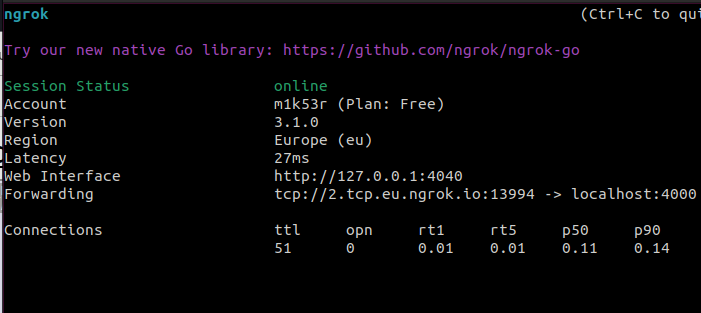 ngrok (Ctrl+C to qui
Try our new native Go library: https://github.com/ngrok/ngrok-go
Session Status online
Account m1k53r (Plan: Free)
Version 3.1.0
Region Europe (eu)
Latency 27ms
Web Interface http://127.0.0.1:4040
Forwarding tcp://2.tcp.eu.ngrok.io:13994 -> localhost:4000
Connections ttl opn rt1 rt5 p50 p90
51 0 0.01 0.01 0.11 0.14